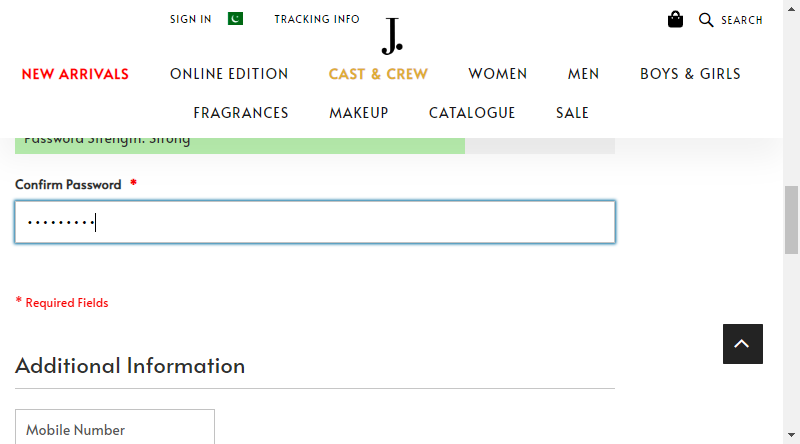 SIGN IN
TRACKING INFO
J.
SEARCH
NEW ARRIVALS
ONLINE EDITION
CAST & CREW
WOMEN
MEN
BOYS & GIRLS
FRAGRANCES
MAKEUP
CATALOGUE
SALE
Password Strength: Strong
Confirm Password *
* Required Fields
Additional Information
Mobile Number